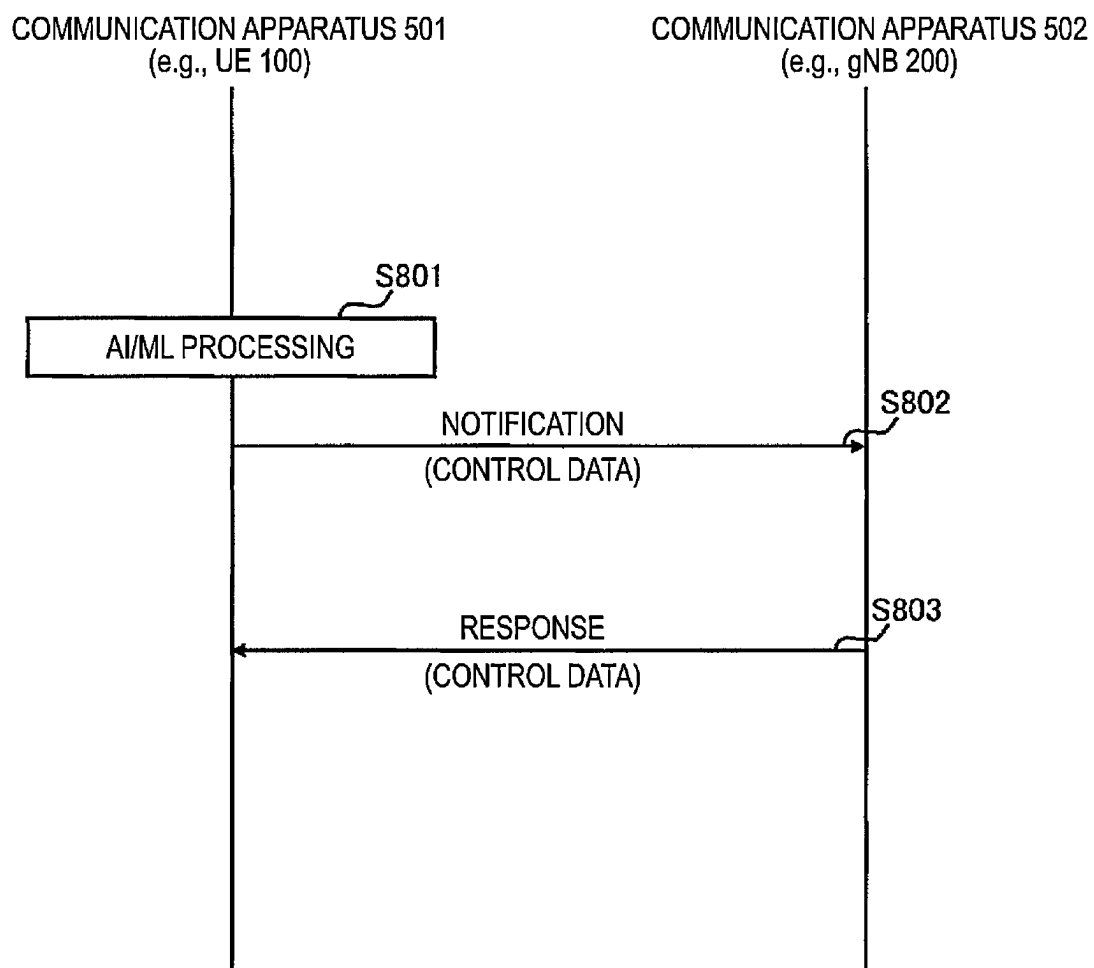 COMMUNICATION APPARATUS 501
(e.g., UE 100)
COMMUNICATION APPARATUS 502
(e.g., gNB 200)
S801
AI/ML PROCESSING
S802
NOTIFICATION
(CONTROL DATA)
S803
RESPONSE
(CONTROL DATA)